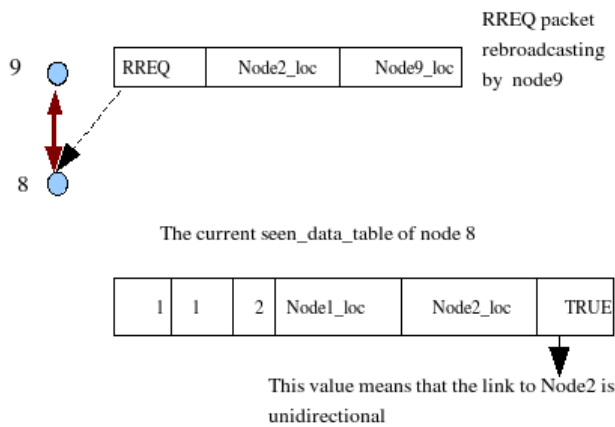 RREQ packet
rebroadcasting
by node9
9
RREQ Node2_loc Node9_loc
8
The current seen_data_table of node 8
1 1 2 Node1_loc Node2_loc TRUE
This value means that the link to Node2 is
unidirectional